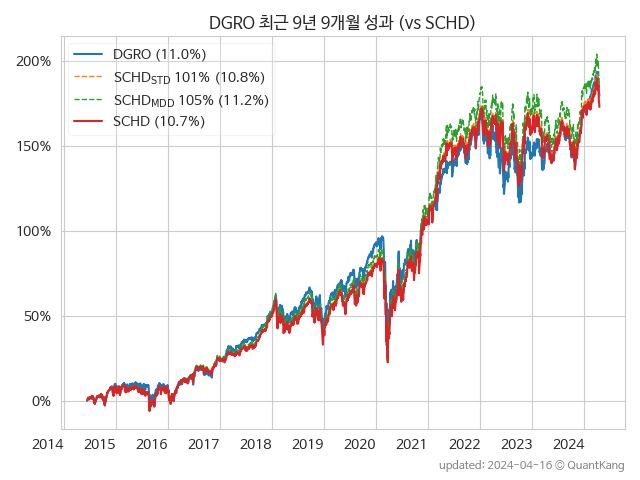 DGRO 최근 9년 9개월 성과 (vs SCHD)
DGRO (11.0%)
SCHD_STD 101% (10.8%)
SCHD_MDD 105% (11.2%)
SCHD (10.7%)
200%
150%
100%
50%
0%
2014 2015 2016 2017 2018 2019 2020 2021 2022 2023 2024
updated: 2024-04-16 © QuantKang